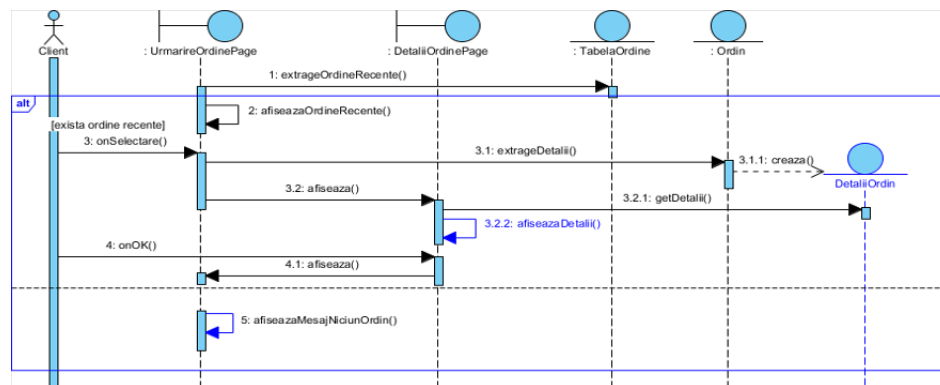 Client
: UrmarireOrdinePage
: DetaliiOrdinePage
: TabelaOrdine
: Ordin
1: extrageOrdineRecente()
alt
2: afiseazaOrdineRecente()
[exista ordine recente]
3: onSelectare()
3.1: extrageDetalii()
3.1.1: creaza()
DetaliiOrdin
3.2: afiseaza()
3.2.1: getDetalii()
3.2.2: afiseazaDetalii()
4: onOK()
4.1: afiseaza()
5: afiseazaMesajNiciunOrdin()